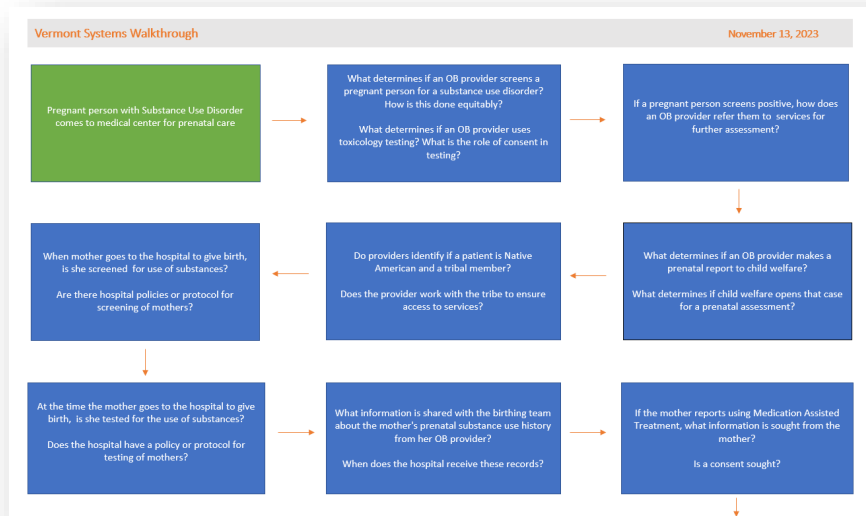 Vermont Systems Walkthrough
November 13, 2023
Pregnant person with Substance Use Disorder
comes to medical center for prenatal care
What determines if an OB provider screens a
pregnant person for a substance use disorder?
How is this done equitably?
What determines if an OB provider uses
toxicology testing? What is the role of consent in
testing?
If a pregnant person screens positive, how does
an OB provider refer them to services for
further assessment?
What determines if an OB provider makes a
prenatal report to child welfare?
What determines if child welfare opens that case
for a prenatal assessment?
Do providers identify if a patient is Native
American and a tribal member?
Does the provider work with the tribe to ensure
access to services?
When mother goes to the hospital to give birth,
is she screened for use of substances?
Are there hospital policies or protocol for
screening of mothers?
At the time the mother goes to the hospital to give
birth, is she tested for the use of substances?
Does the hospital have a policy or protocol for
testing of mothers?
What information is shared with the birthing team
about the mother's prenatal substance use history
from her OB provider?
When does the hospital receive these records?
If the mother reports using Medication Assisted
Treatment, what information is sought from the
mother?
Is a consent sought?